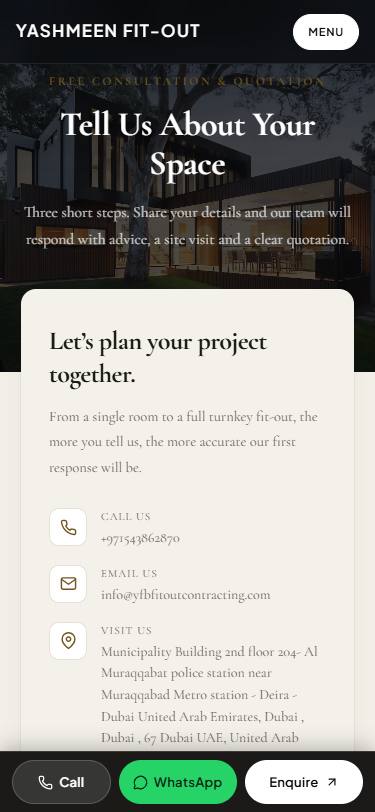 YASHMEEN FIT-OUT
MENU
FREE CONSULTATION & QUOTATION
Tell Us About Your
Space
Three short steps. Share your details and our team will
respond with advice, a site visit and a clear quotation.
Let’s plan your project
together.
From a single room to a full turnkey fit-out, the
more you tell us, the more accurate our first
response will be.
CALL US
+971543862870
EMAIL US
info@yfbfitoutcontracting.com
VISIT US
Municipality Building 2nd floor 204- Al
Muraqqabat police station near
Muraqqabad Metro station - Deira -
Dubai United Arab Emirates, Dubai ,
Dubai , 67 Dubai UAE, United Arab
Call
WhatsApp
Enquire